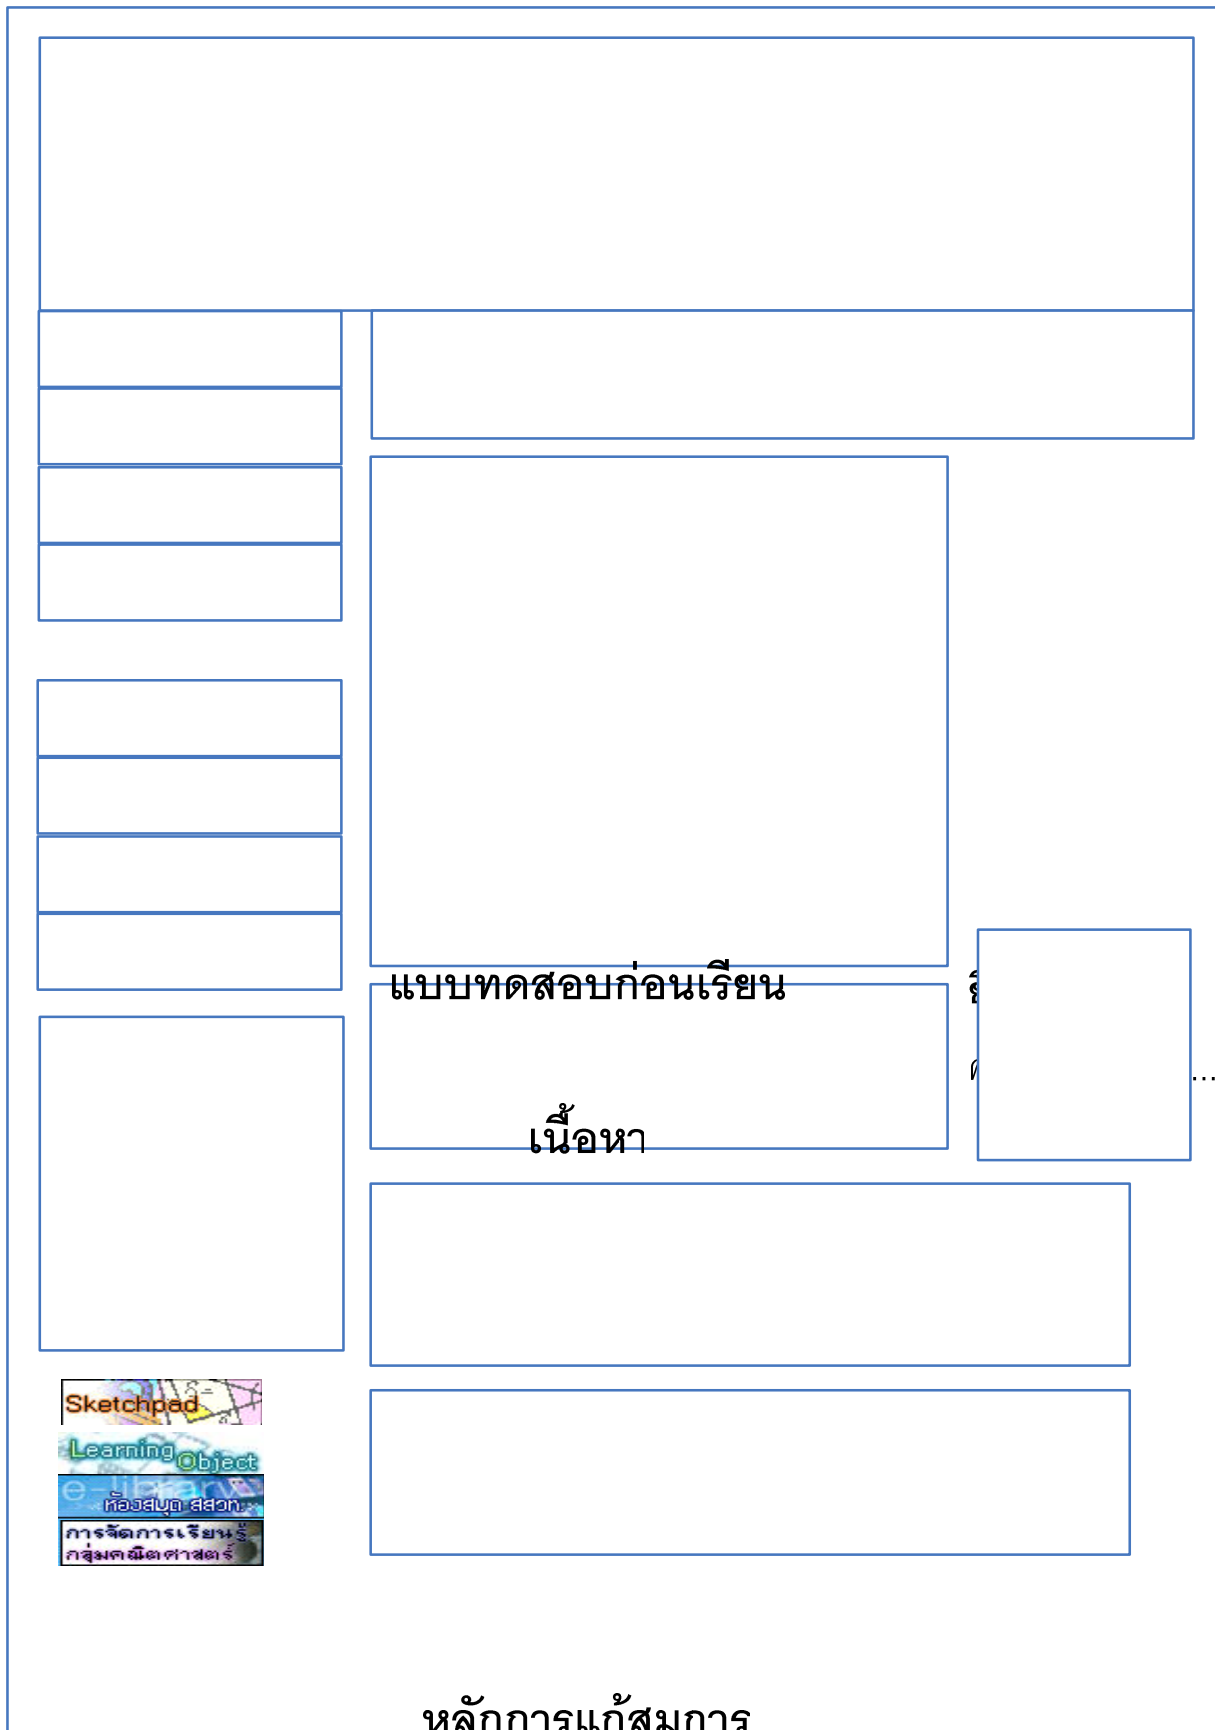 แบบทดสอบก่อนเรียน
เนื้อหา
Sketchpad
Learning Object
e-library
ห้องสมุด สสวท.
การจัดการเรียนรู้
กลุ่มคณิตศาสตร์
หลักการแก้สมการ